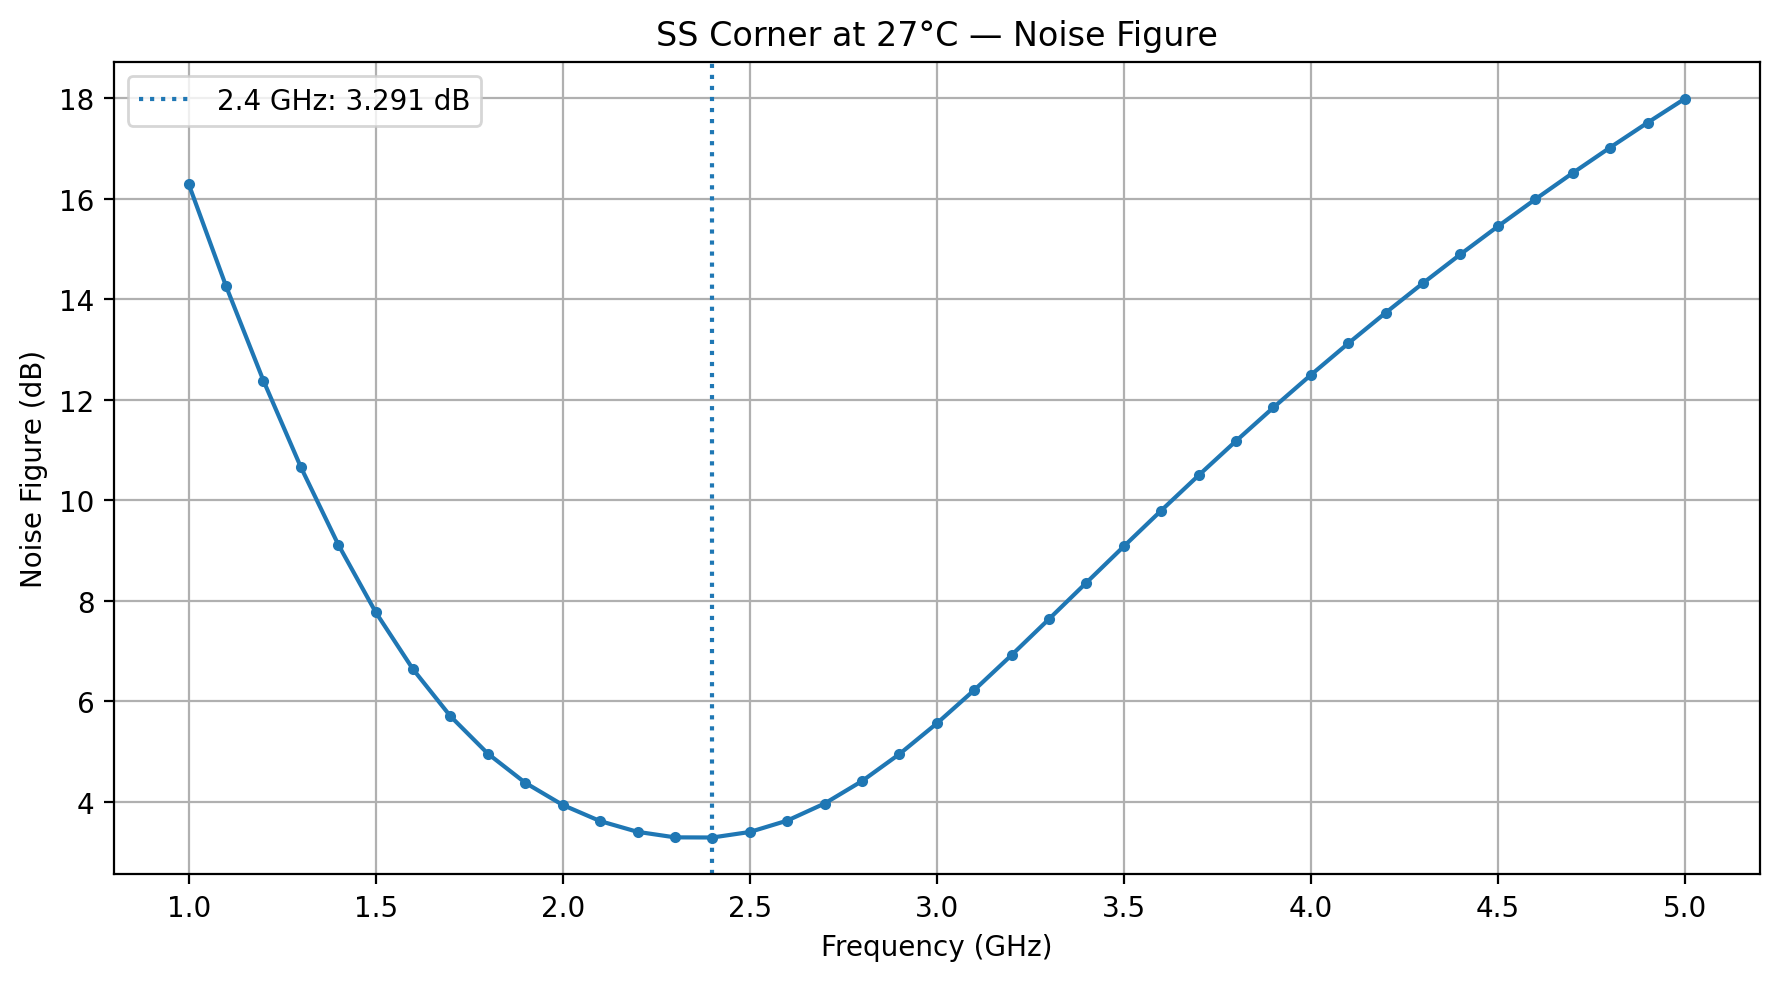 SS Corner at 27°C — Noise Figure
2.4 GHz: 3.291 dB
Noise Figure (dB)
18
16
14
12
10
8
6
4
1.0 1.5 2.0 2.5 3.0 3.5 4.0 4.5 5.0
Frequency (GHz)